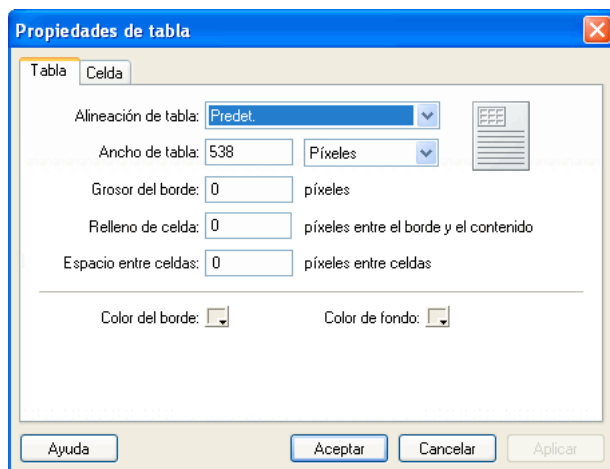 Propiedades de tabla
Tabla Celda
Alineación de tabla: Predet.
Ancho de tabla: 538 Píxeles
Grosor del borde: 0 píxeles
Relleno de celda: 0 píxeles entre el borde y el contenido
Espacio entre celdas: 0 píxeles entre celdas
Color del borde: Color de fondo:
Ayuda Aceptar Cancelar Aplicar